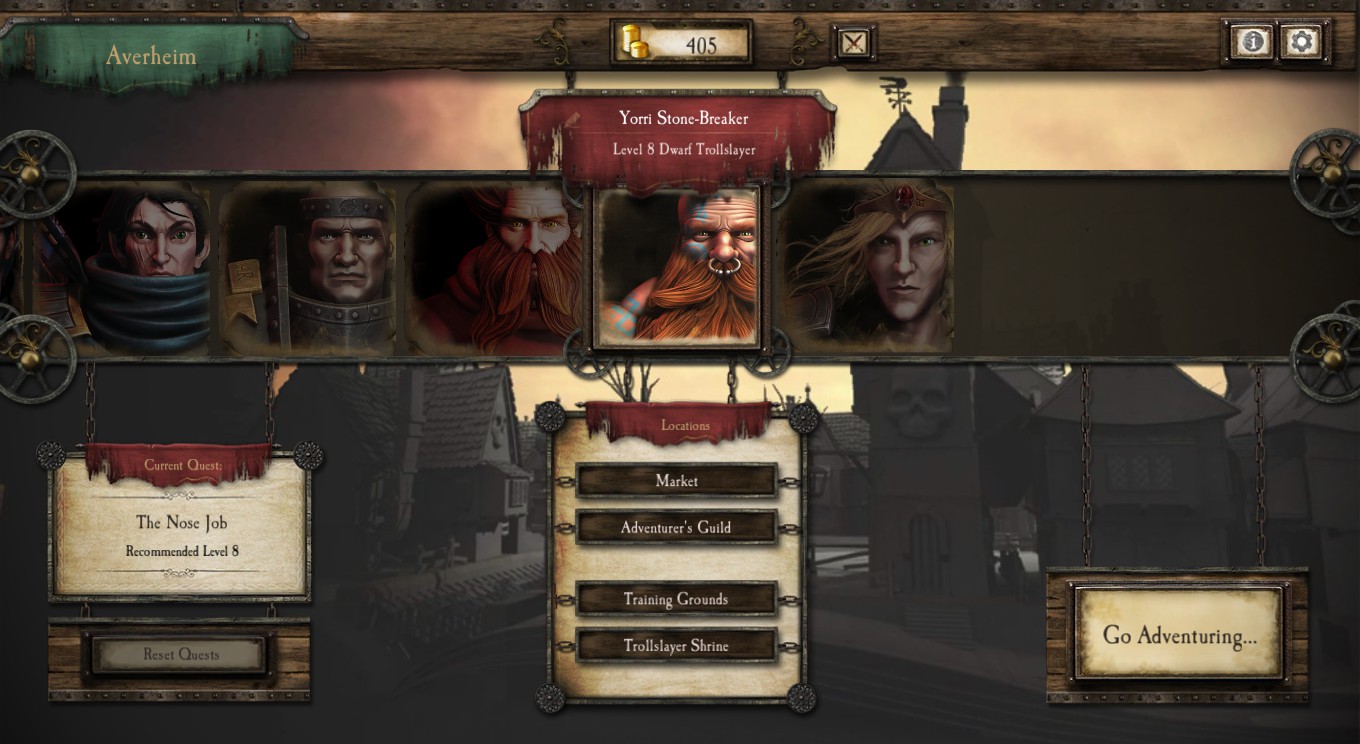 Averheim
405
Yorri Stone-Breaker
Level 8 Dwarf Trollslayer
Current Quest:
The Nose Job
Recommended Level 8
Reset Quests
Locations
Market
Adventurer's Guild
Training Grounds
Trollslayer Shrine
Go Adventuring...